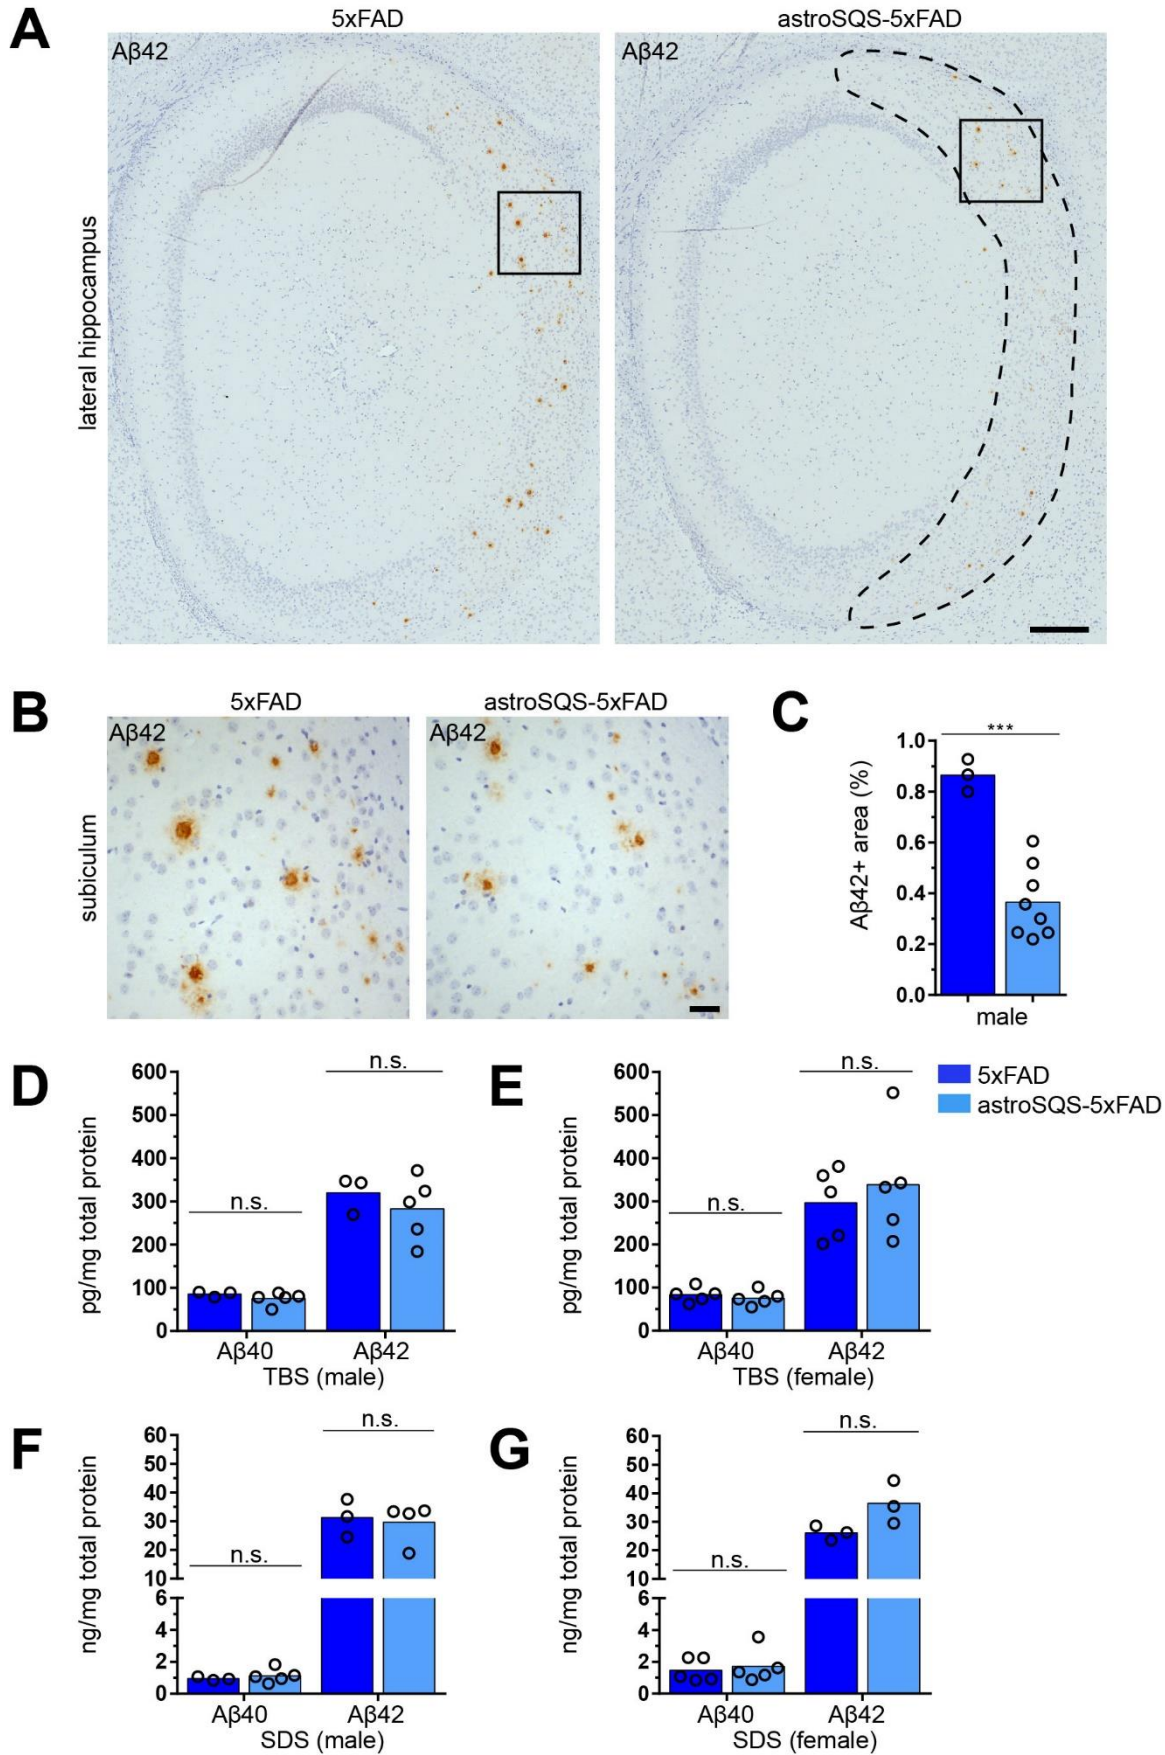 A
5xFAD
astroSQS-5xFAD
Aβ42
Aβ42
lateral hippocampus
B
5xFAD
astroSQS-5xFAD
Aβ42
Aβ42
subiculum
C
***
Aβ42+ area (%)
1.0
0.8
0.6
0.4
0.2
0.0
male
5xFAD
astroSQS-5xFAD
D
pg/mg total protein
600
500
400
300
200
100
0
n.s.
n.s.
Aβ40
Aβ42
TBS (male)
E
pg/mg total protein
600
500
400
300
200
100
0
n.s.
n.s.
Aβ40
Aβ42
TBS (female)
F
ng/mg total protein
60
50
40
30
20
10
6
4
2
0
n.s.
n.s.
Aβ40
Aβ42
SDS (male)
G
ng/mg total protein
60
50
40
30
20
10
6
4
2
0
n.s.
n.s.
Aβ40
Aβ42
SDS (female)